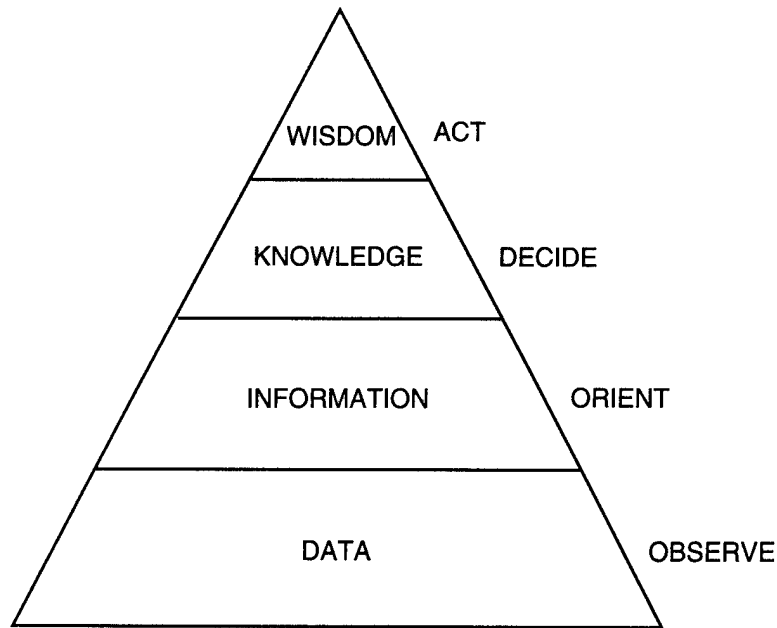 WISDOM ACT
KNOWLEDGE DECIDE
INFORMATION ORIENT
DATA OBSERVE